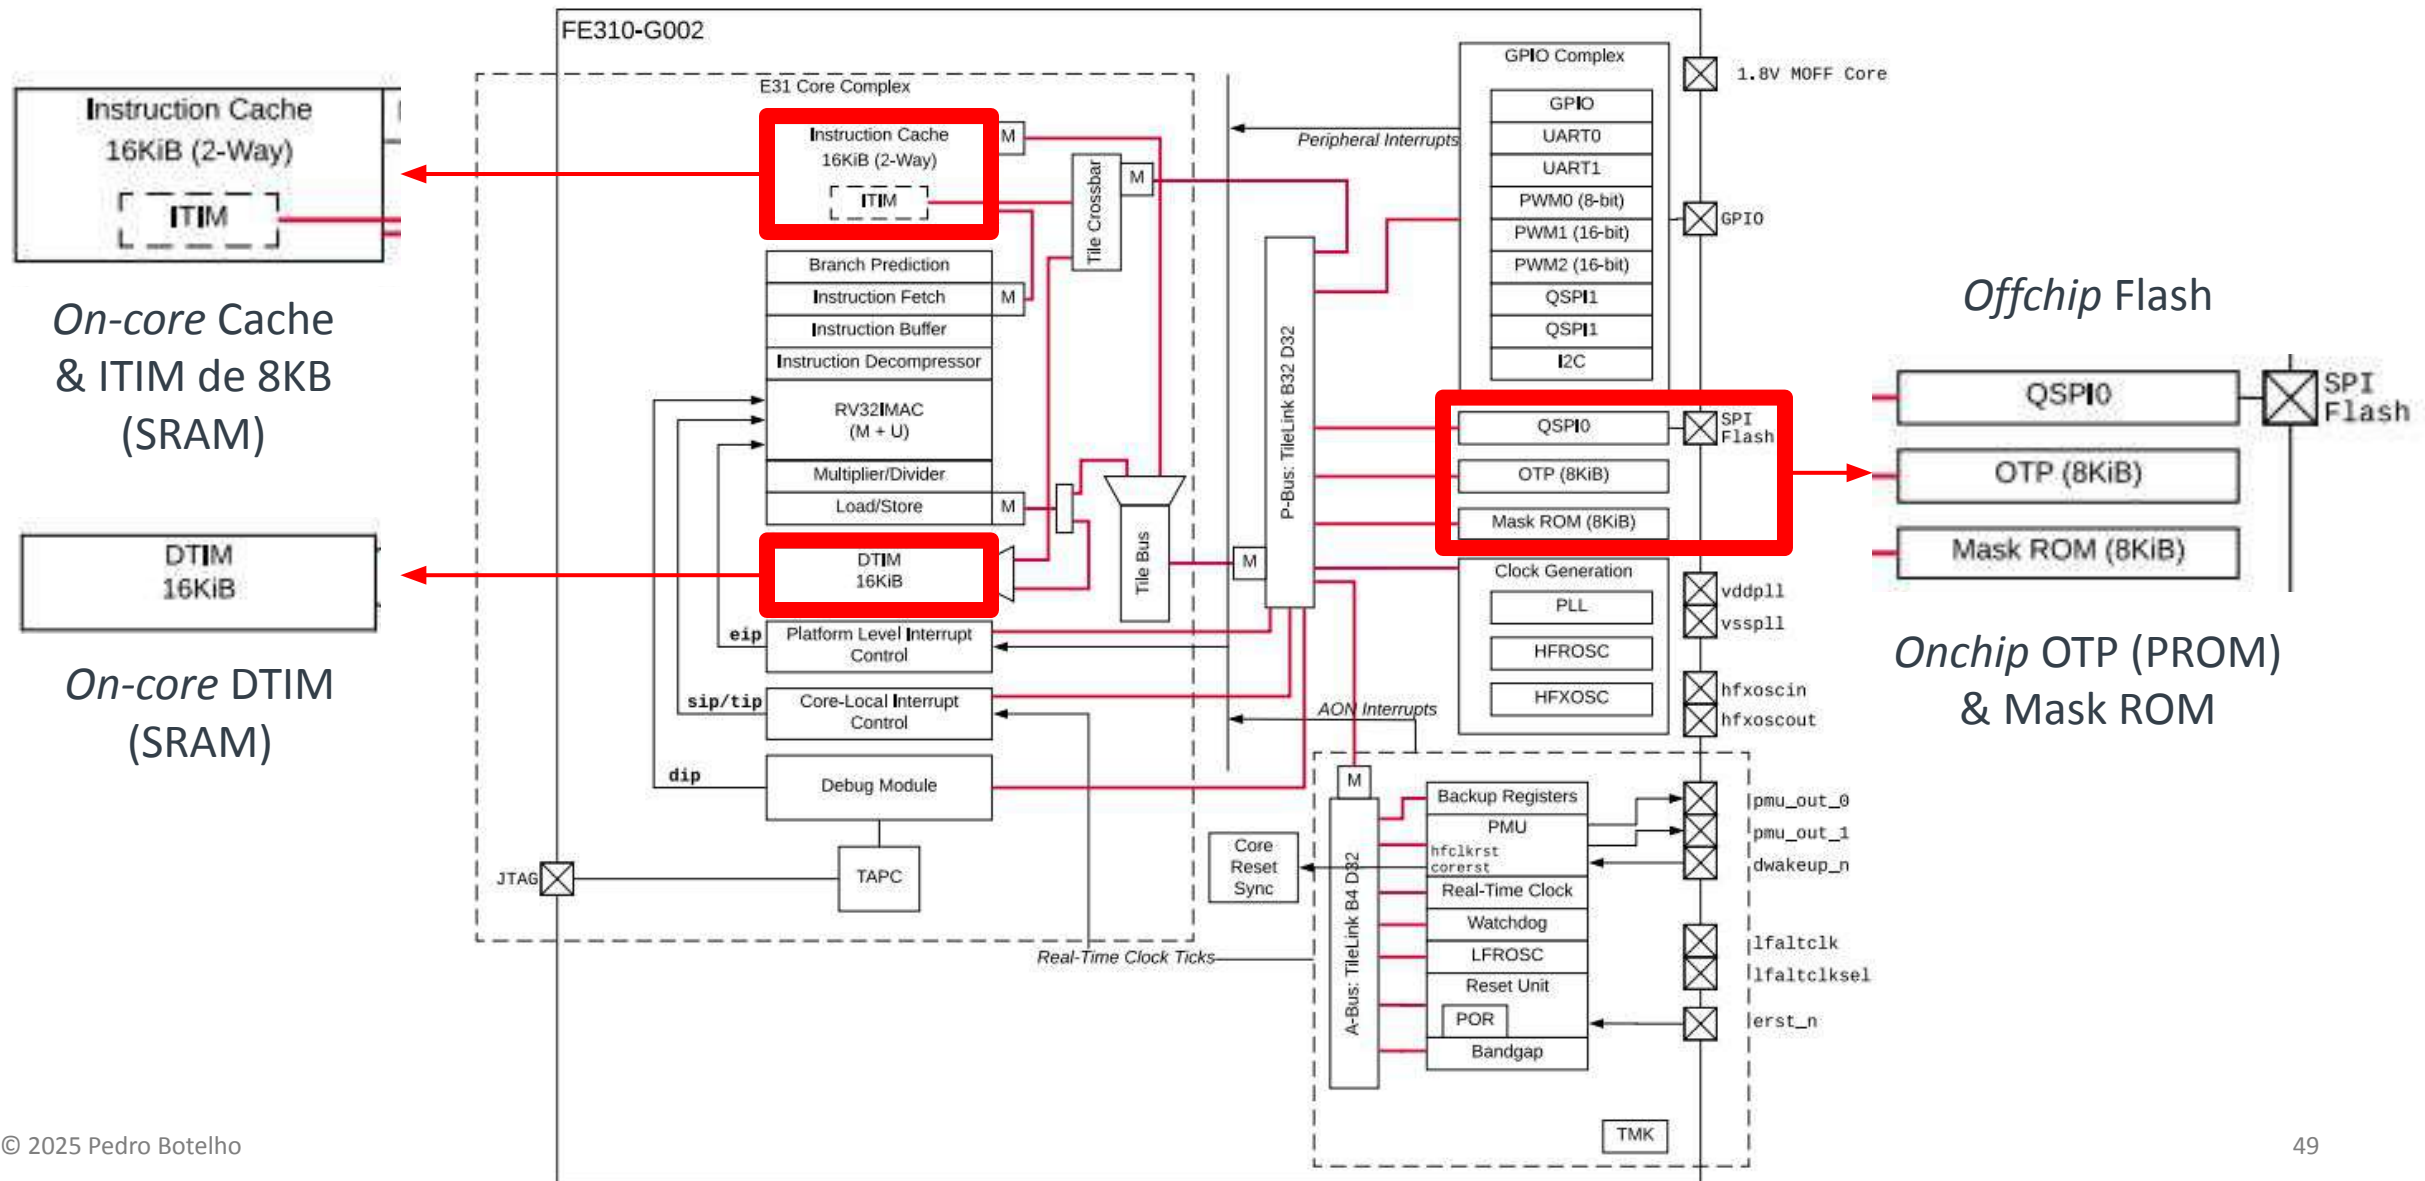 FE310-G002
Instruction Cache
16KiB (2-Way)
ITIM
On-core Cache
& ITIM de 8KB
(SRAM)
DTIM
16KiB
On-core DTIM
(SRAM)
E31 Core Complex
Instruction Cache
16KiB (2-Way)
ITIM
M
Tile Crossbar
M
Branch Prediction
Instruction Fetch
M
Instruction Buffer
Instruction Decompressor
RV32IMAC
(M + U)
Multiplier/Divider
Load/Store
M
DTIM
16KiB
Tile Bus
M
eip
Platform Level Interrupt
Control
sip/tip
Core-Local Interrupt
Control
dip
Debug Module
JTAG
TAPC
Real-Time Clock Ticks
Peripheral Interrupts
P-Bus: TileLink B32 D32
AON Interrupts
GPIO Complex
GPIO
UART0
UART1
PWM0 (8-bit)
PWM1 (16-bit)
PWM2 (16-bit)
QSPI1
QSPI1
I2C
QSPI0
OTP (8KiB)
Mask ROM (8KiB)
Clock Generation
PLL
HFROSC
HFXOSC
M
A-Bus: TileLink B4 D32
Core
Reset
Sync
Backup Registers
PMU
hfclkrst
corerst
Real-Time Clock
Watchdog
LFROSC
Reset Unit
POR
Bandgap
TMK
1.8V MOFF Core
GPIO
SPI
Flash
vddpll
vsspll
hfxoscin
hfxoscout
pmu_out_0
pmu_out_1
dwakeup_n
lfaltclk
lfaltclksel
erst_n
Offchip Flash
QSPI0
SPI
Flash
OTP (8KiB)
Mask ROM (8KiB)
Onchip OTP (PROM)
& Mask ROM
© 2025 Pedro Botelho
49